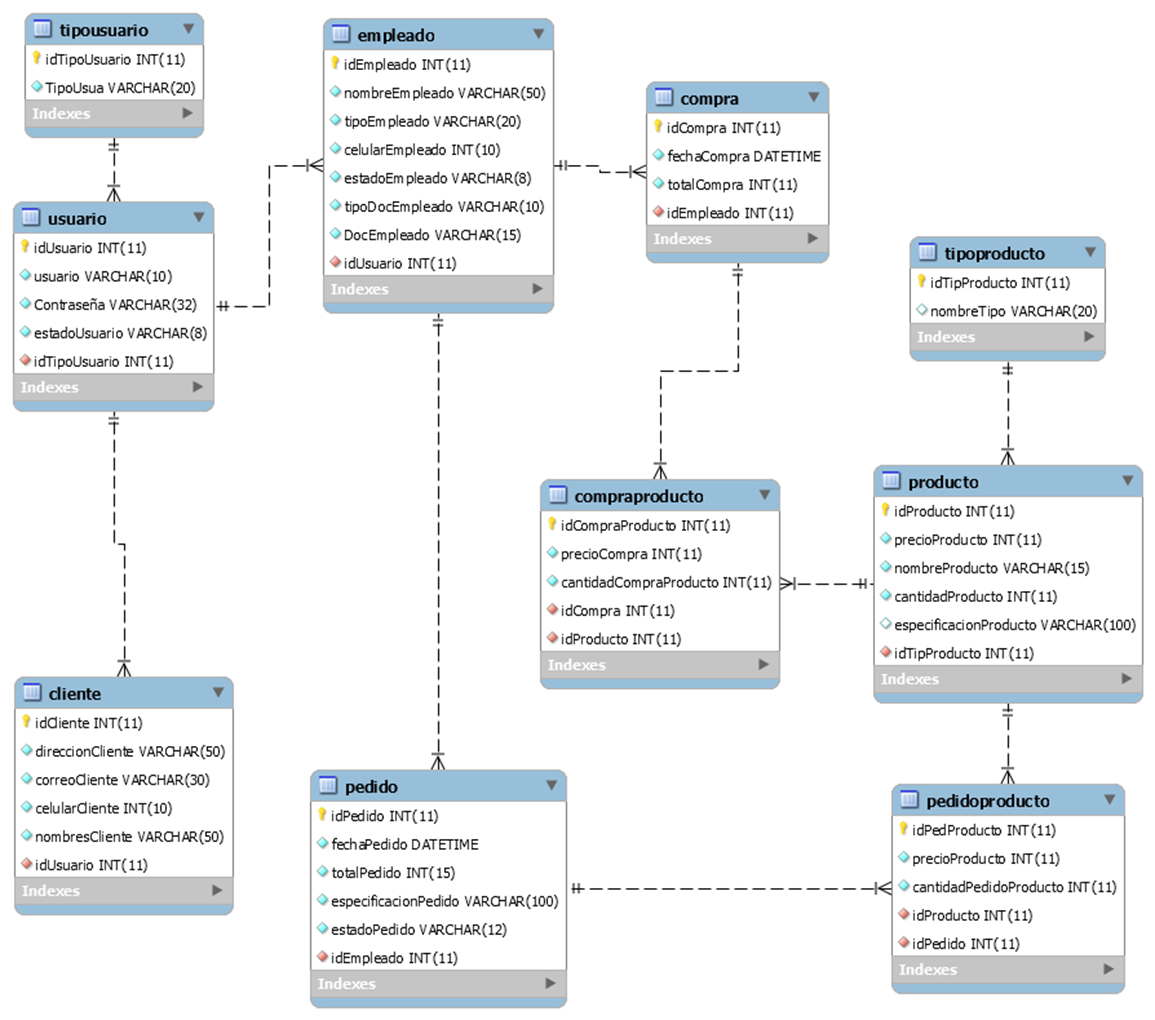 tipousuario
idTipoUsuario INT(11)
TipoUsua VARCHAR(20)
Indexes
usuario
idUsuario INT(11)
usuario VARCHAR(10)
Contraseña VARCHAR(32)
estadoUsuario VARCHAR(8)
idTipoUsuario INT(11)
Indexes
cliente
idCliente INT(11)
direccionCliente VARCHAR(50)
correoCliente VARCHAR(30)
celularCliente INT(10)
nombresCliente VARCHAR(50)
idUsuario INT(11)
Indexes
empleado
idEmpleado INT(11)
nombreEmpleado VARCHAR(50)
tipoEmpleado VARCHAR(20)
celularEmpleado INT(10)
estadoEmpleado VARCHAR(8)
tipoDocEmpleado VARCHAR(10)
DocEmpleado VARCHAR(15)
idUsuario INT(11)
Indexes
pedido
idPedido INT(11)
fechaPedido DATETIME
totalPedido INT(15)
especificacionPedido VARCHAR(100)
estadoPedido VARCHAR(12)
idEmpleado INT(11)
Indexes
compra
idCompra INT(11)
fechaCompra DATETIME
totalCompra INT(11)
idEmpleado INT(11)
Indexes
compraproducto
idCompraProducto INT(11)
precioCompra INT(11)
cantidadCompraProducto INT(11)
idCompra INT(11)
idProducto INT(11)
Indexes
tipoproducto
idTipProducto INT(11)
nombreTipo VARCHAR(20)
Indexes
producto
idProducto INT(11)
precioProducto INT(11)
nombreProducto VARCHAR(15)
cantidadProducto INT(11)
especificacionProducto VARCHAR(100)
idTipProducto INT(11)
Indexes
pedidoproducto
idPedProducto INT(11)
precioProducto INT(11)
cantidadPedidoProducto INT(11)
idProducto INT(11)
idPedido INT(11)
Indexes